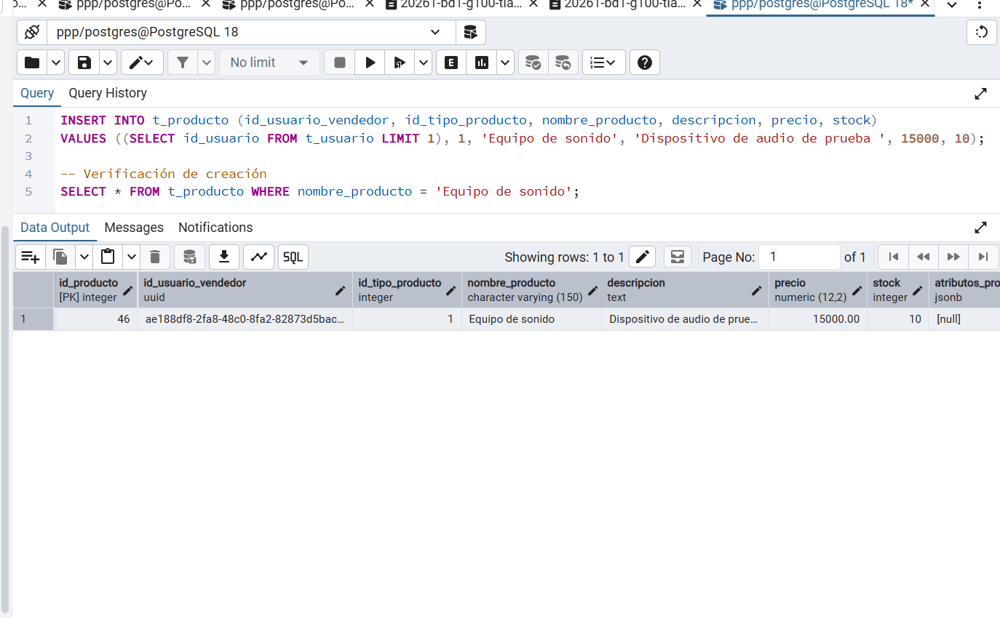 o... ppp/postgres@PostgreSQL Po... ppp/postgres@Po... 20261-bd1-g100-tia... 20261-bd1-g100-tia... ppp/postgres@PostgreSQL 18*
ppp/postgres@PostgreSQL 18
No limit
Query Query History
1 INSERT INTO t_producto (id_usuario_vendedor, id_tipo_producto, nombre_producto, descripcion, precio, stock)
2 VALUES ((SELECT id_usuario FROM t_usuario LIMIT 1), 1, 'Equipo de sonido', 'Dispositivo de audio de prueba ', 15000, 10);
3
4 -- Verificación de creación
5 SELECT * FROM t_producto WHERE nombre_producto = 'Equipo de sonido';
Data Output Messages Notifications
SQL Showing rows: 1 to 1 Page No: 1 of 1
id_producto id_usuario_vendedor id_tipo_producto nombre_producto descripcion precio stock atributos_pro
[PK] integer uuid integer character varying (150) text numeric (12,2) integer jsonb
1 46 ae188df8-2fa8-48c0-8fa2-82873d5bac... 1 Equipo de sonido Dispositivo de audio de prue... 15000.00 10 [null]